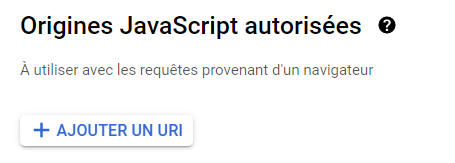 Origines JavaScript autorisées ?
À utiliser avec les requêtes provenant d'un navigateur
+ AJOUTER UN URI